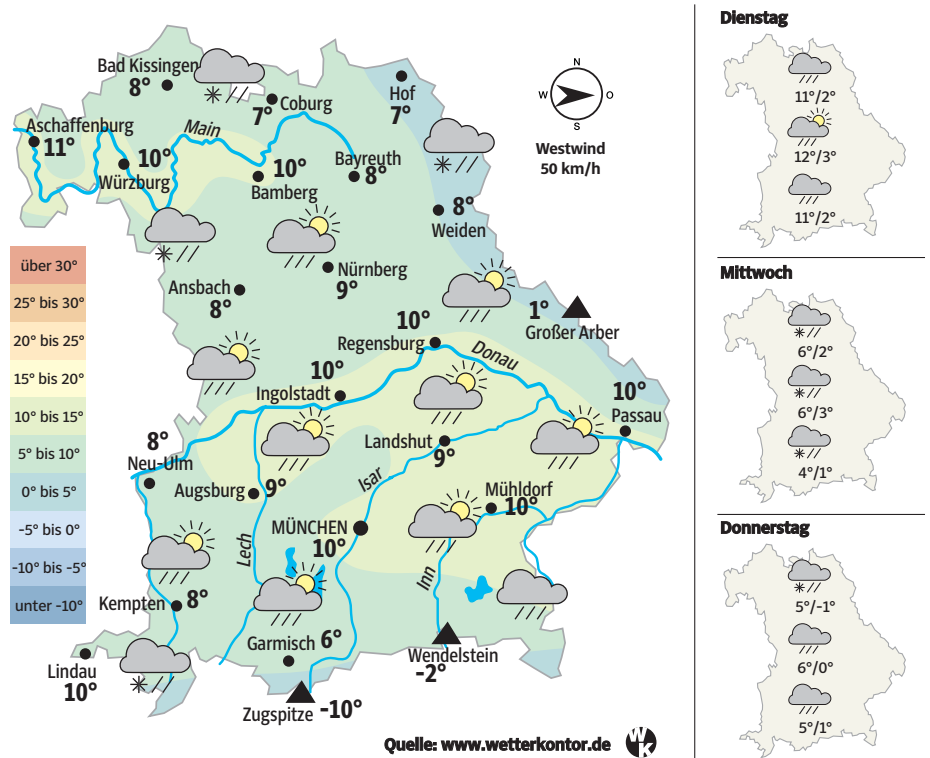 Bad Kissingen
8°
7° Coburg
Hof
7°
N
W O
S
Westwind
50 km/h
Aschaffenburg
11°
Main
10°
Würzburg
10°
Bamberg
Bayreuth
8°
8°
Weiden
Nürnberg
9°
Ansbach
8°
1°
Großer Arber
10°
Regensburg
Donau
10°
Ingolstadt
10°
Passau
8°
Neu-Ulm
Landshut
9°
Isar
Augsburg 9°
Mühldorf
10°
MÜNCHEN
10°
Lech
Inn
Kempten 8°
Garmisch 6°
Wendelstein
-2°
Lindau
10°
Zugspitze -10°
über 30°
25° bis 30°
20° bis 25°
15° bis 20°
10° bis 15°
5° bis 10°
0° bis 5°
-5° bis 0°
-10° bis -5°
unter -10°
Quelle: www.wetterkontor.de
WK
Dienstag
11°/2°
12°/3°
11°/2°
Mittwoch
6°/2°
6°/3°
4°/1°
Donnerstag
5°/-1°
6°/0°
5°/1°